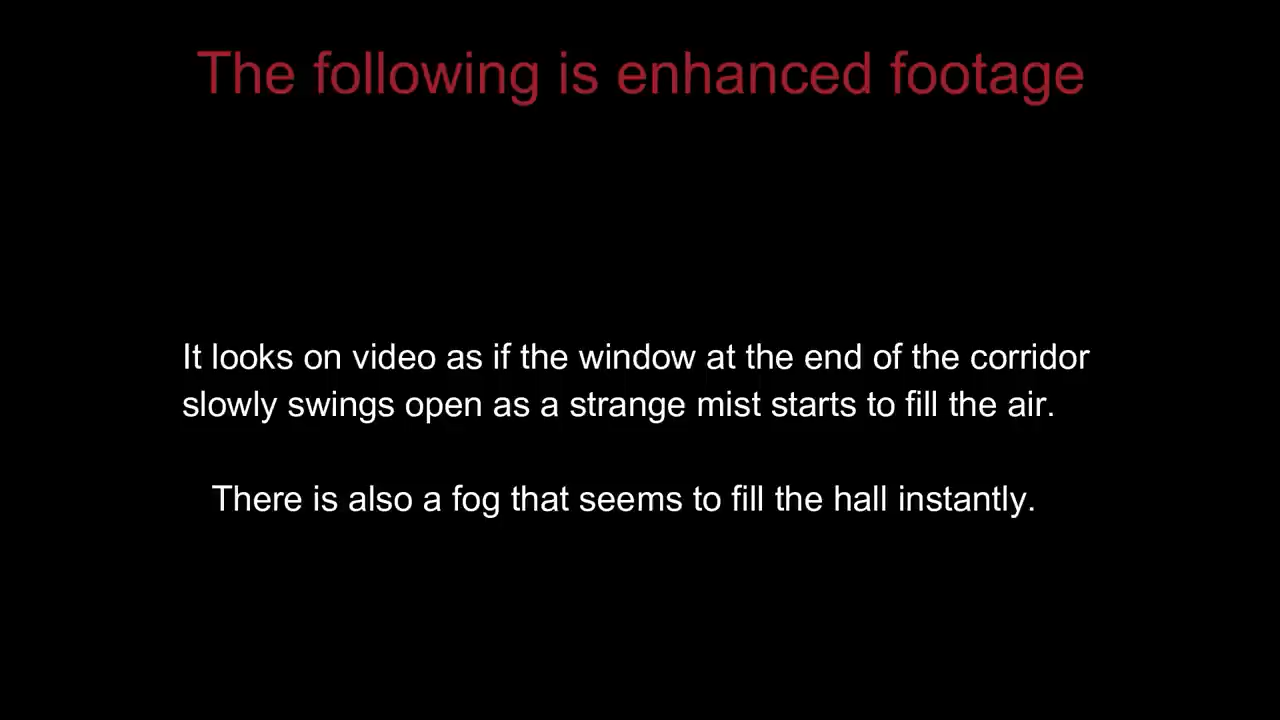 The following is enhanced footage
It looks on video as if the window at the end of the corridor
slowly swings open as a strange mist starts to fill the air.
There is also a fog that seems to fill the hall instantly.